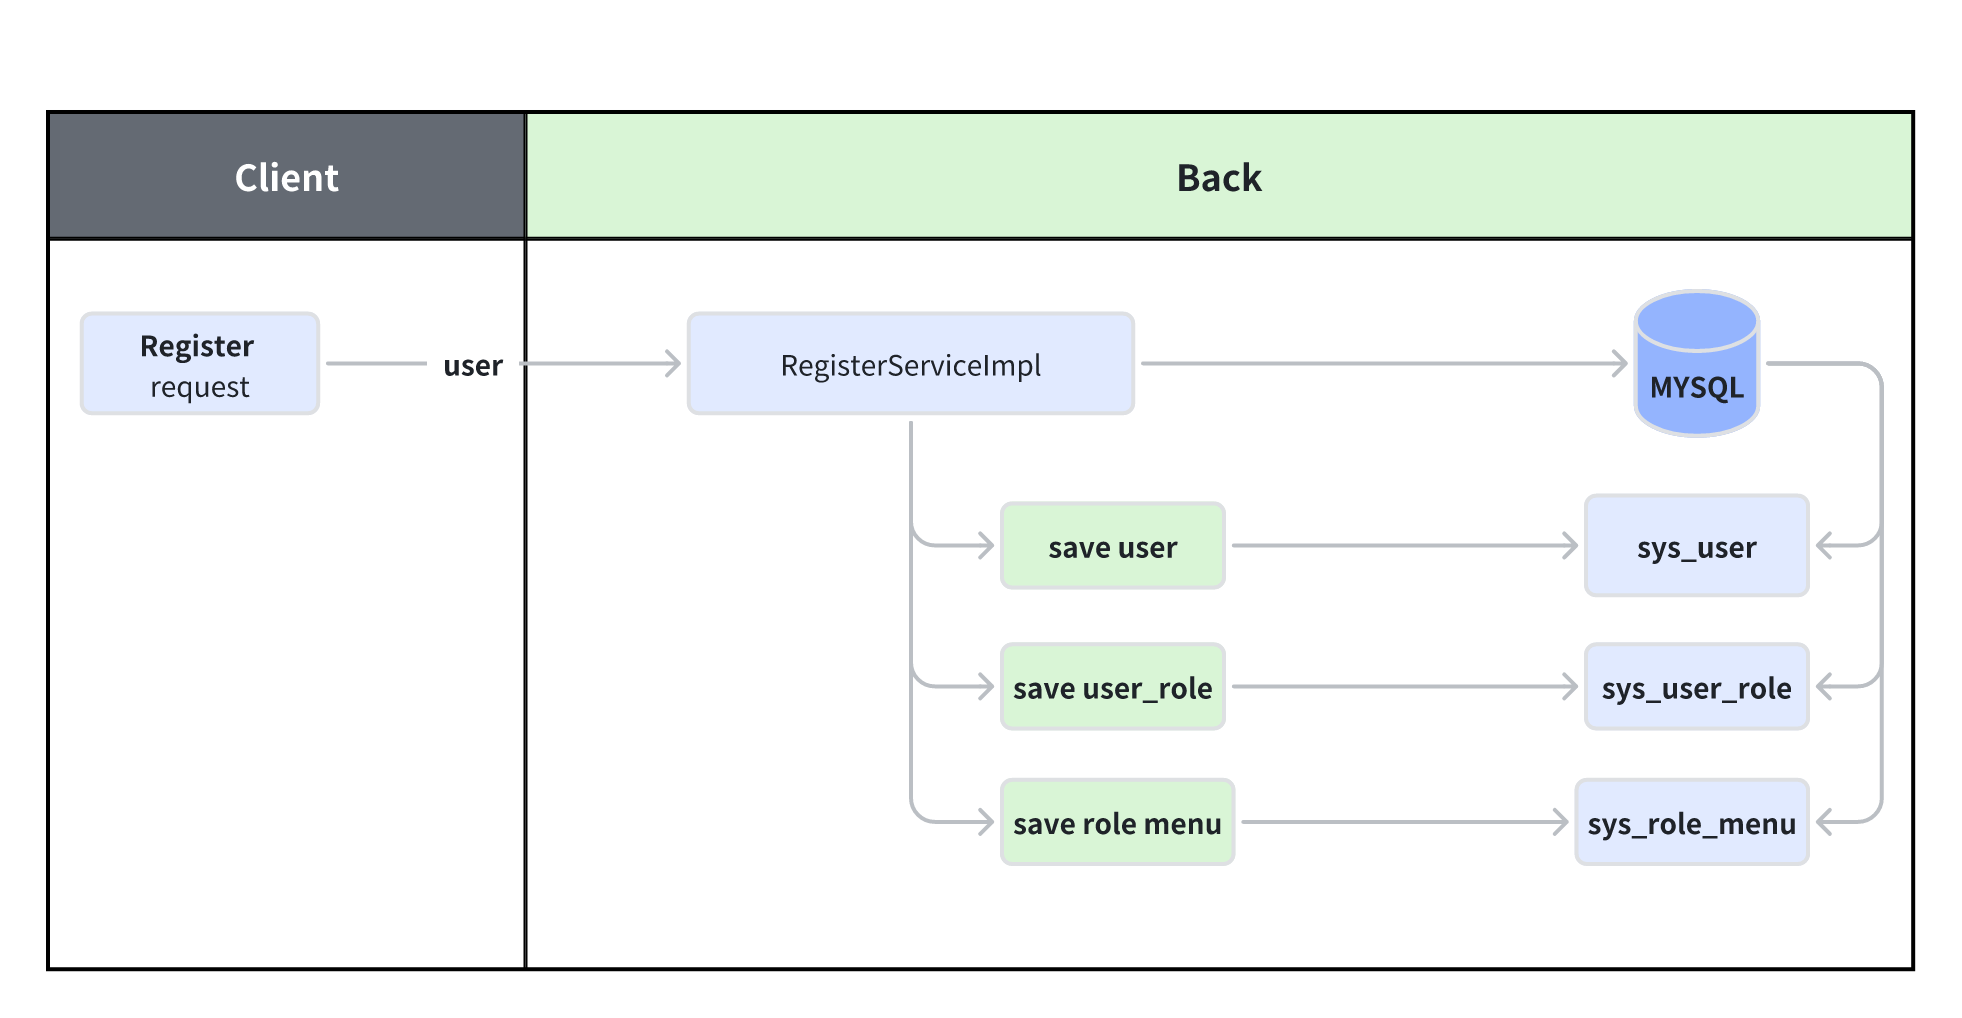 Client
Back
Register
request
user
RegisterServiceImpl
MYSQL
save user
sys_user
save user_role
sys_user_role
save role menu
sys_role_menu